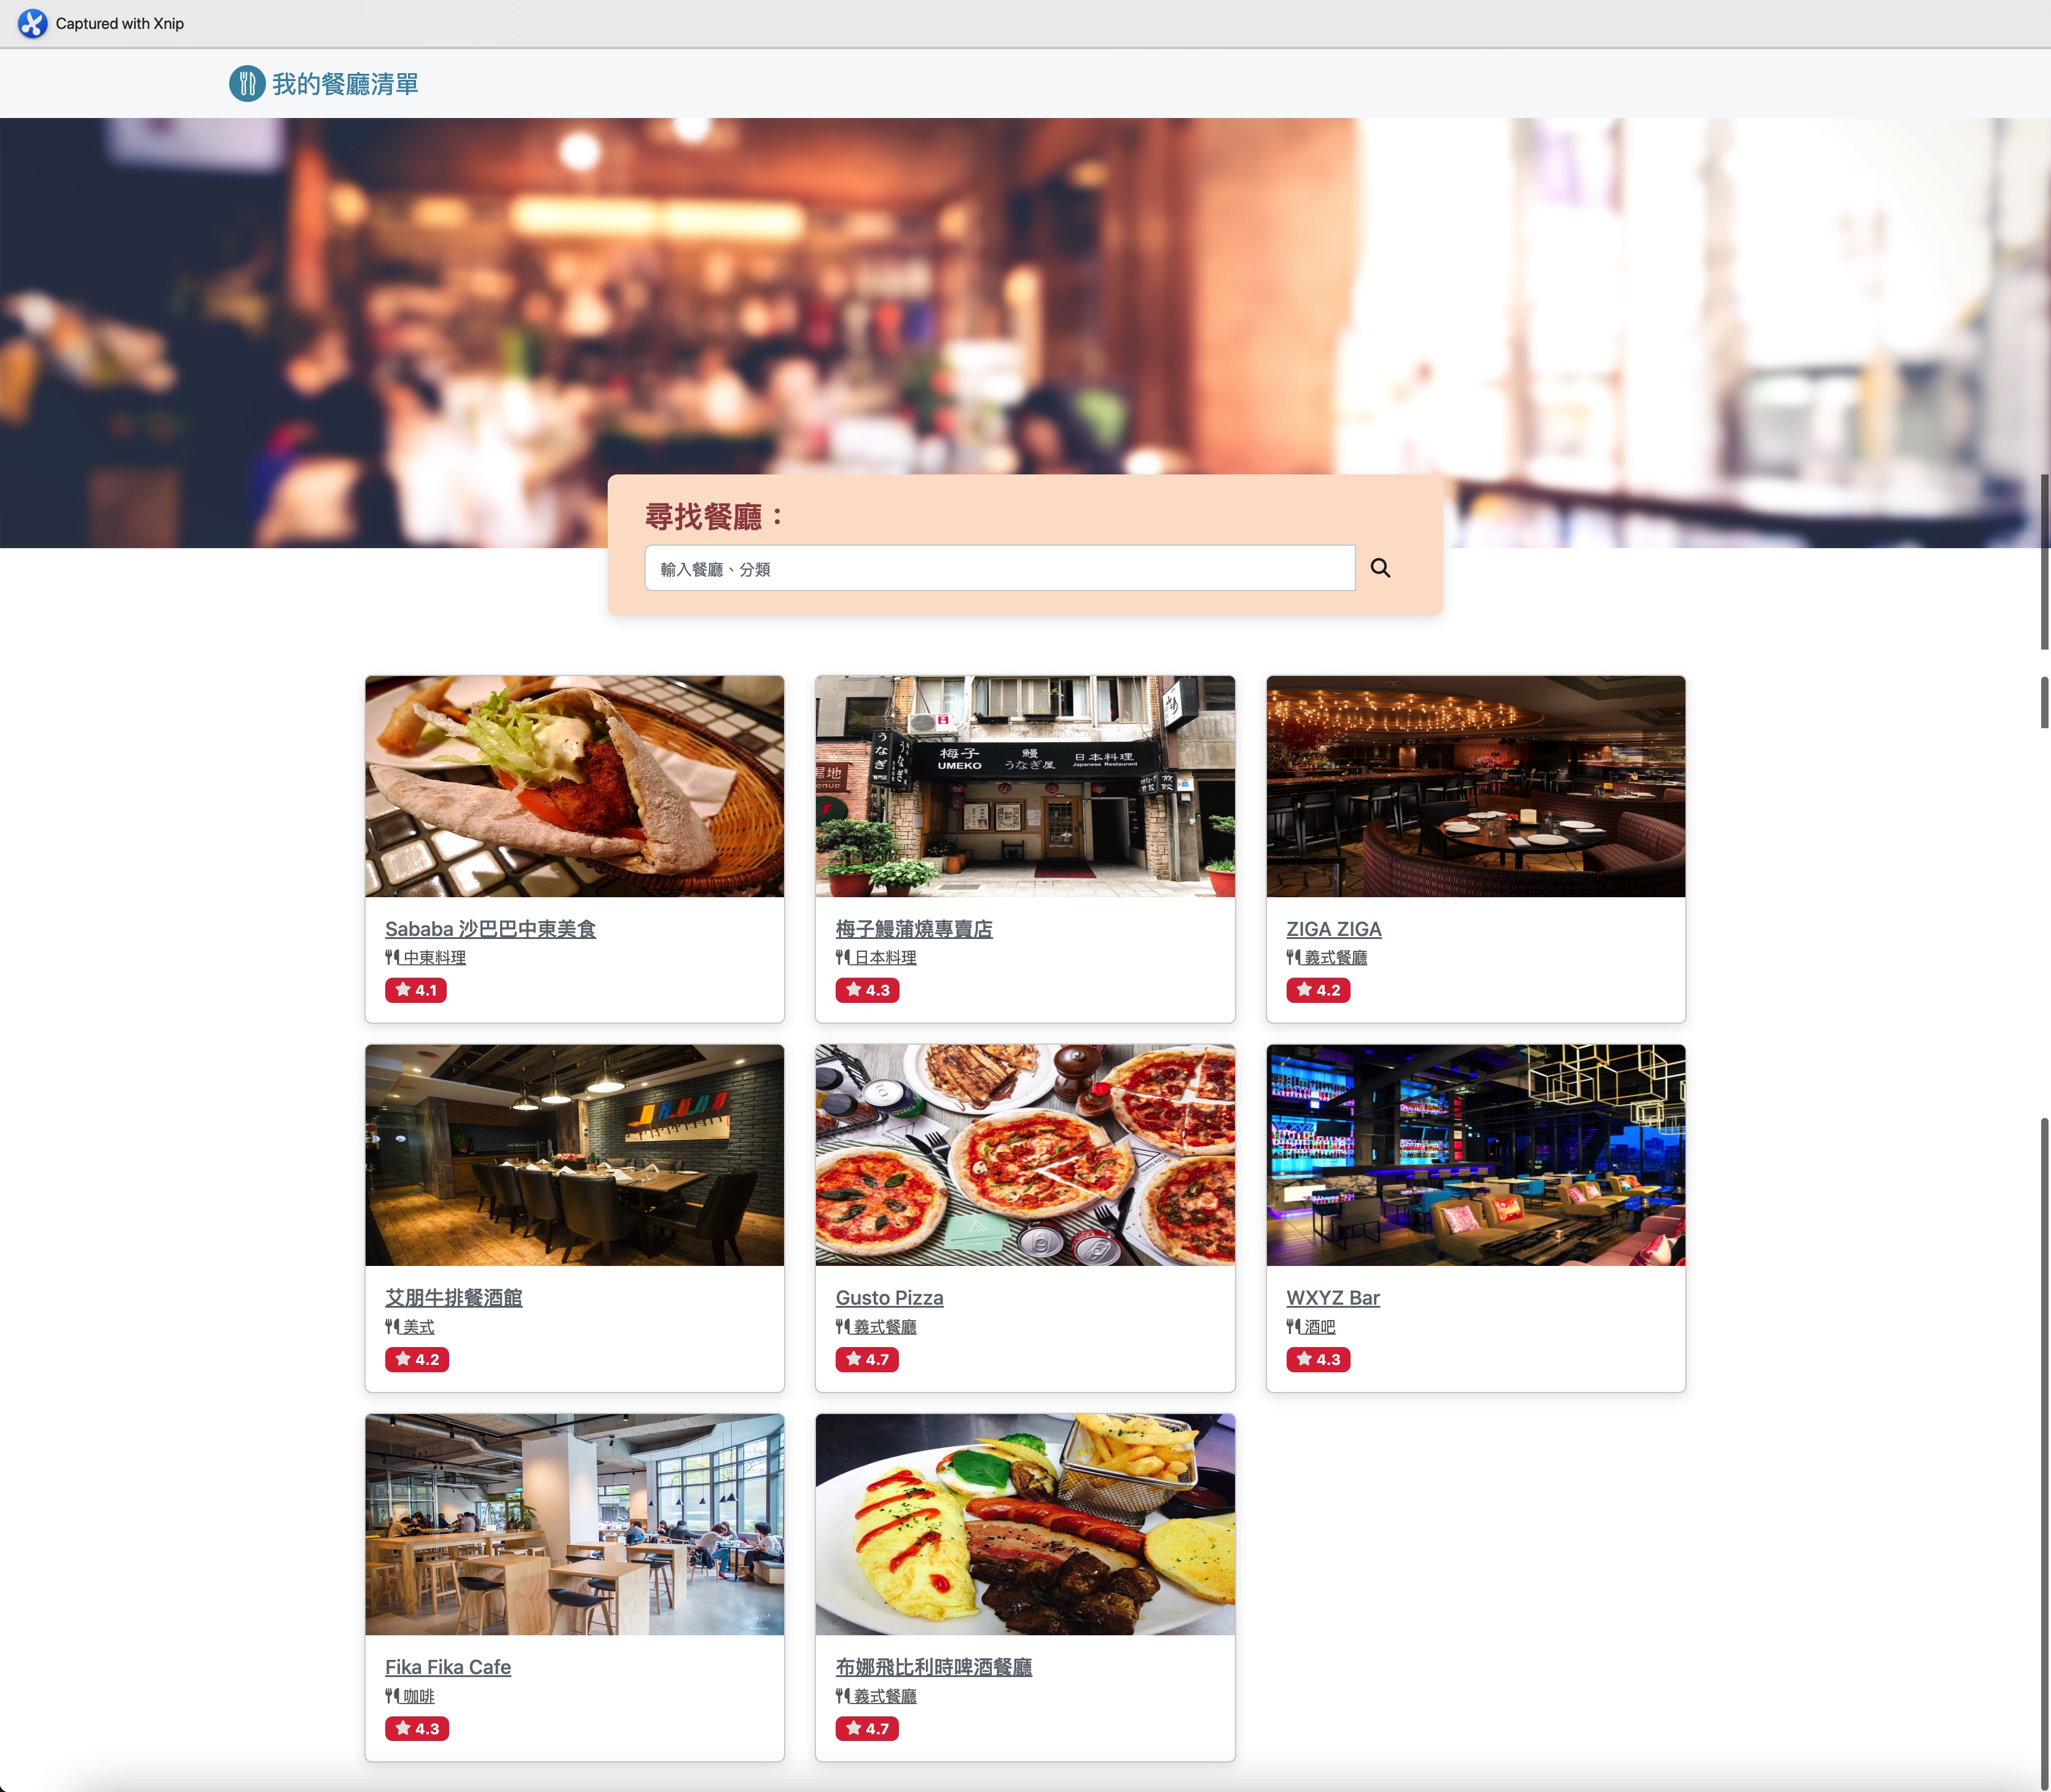 Captured with Xnip
我的餐廳清單
尋找餐廳：
輸入餐廳、分類
うなぎ
うなぎ
梅子
UMEKO
鰻
うなぎ屋
日本料理
Japanese Restaurant
Sababa 沙巴巴中東美食
中東料理
4.1
梅子鰻蒲燒專賣店
日本料理
4.3
ZIGA ZIGA
義式餐廳
4.2
艾朋牛排餐酒館
美式
4.2
Gusto Pizza
義式餐廳
4.7
WXYZ Bar
酒吧
4.3
Fika Fika Cafe
咖啡
4.3
布娜飛比利時啤酒餐廳
義式餐廳
4.7